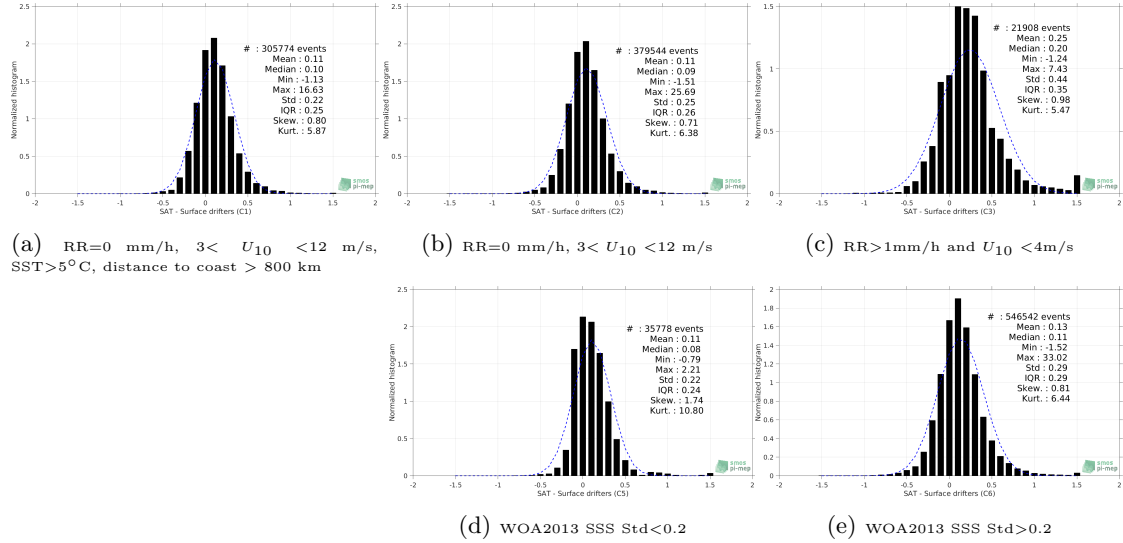 2.5
2
1.5
1
0.5
0
Normalized histogram
# : 305774 events
Mean : 0.11
Median : 0.10
Min : -1.13
Max : 16.63
Std : 0.22
IQR : 0.25
Skew. : 0.80
Kurt. : 5.87
smos
pi-mep
-2 -1.5 -1 -0.5 0 0.5 1 1.5 2
SAT - Surface drifters (C1)
(a) RR=0 mm/h, 3< U10 <12 m/s,
SST>5°C, distance to coast > 800 km
2.5
2
1.5
1
0.5
0
Normalized histogram
# : 379544 events
Mean : 0.11
Median : 0.09
Min : -1.51
Max : 25.69
Std : 0.25
IQR : 0.26
Skew. : 0.71
Kurt. : 6.38
smos
pi-mep
-2 -1.5 -1 -0.5 0 0.5 1 1.5 2
SAT - Surface drifters (C2)
(b) RR=0 mm/h, 3< U10 <12 m/s
1.5
1
0.5
0
Normalized histogram
# : 21908 events
Mean : 0.25
Median : 0.20
Min : -1.24
Max : 7.43
Std : 0.44
IQR : 0.35
Skew. : 0.98
Kurt. : 5.47
smos
pi-mep
-2 -1.5 -1 -0.5 0 0.5 1 1.5 2
SAT - Surface drifters (C3)
(c) RR>1mm/h and U10 <4m/s
2.5
2
1.5
1
0.5
0
Normalized histogram
# : 35778 events
Mean : 0.11
Median : 0.08
Min : -0.79
Max : 2.21
Std : 0.22
IQR : 0.24
Skew. : 1.74
Kurt. : 10.80
smos
pi-mep
-2 -1.5 -1 -0.5 0 0.5 1 1.5 2
SAT - Surface drifters (C5)
(d) WOA2013 SSS Std<0.2
2
1.8
1.6
1.4
1.2
1
0.8
0.6
0.4
0.2
0
Normalized histogram
# : 546542 events
Mean : 0.13
Median : 0.11
Min : -1.52
Max : 33.02
Std : 0.29
IQR : 0.29
Skew. : 0.81
Kurt. : 6.44
smos
pi-mep
-2 -1.5 -1 -0.5 0 0.5 1 1.5 2
SAT - Surface drifters (C6)
(e) WOA2013 SSS Std>0.2